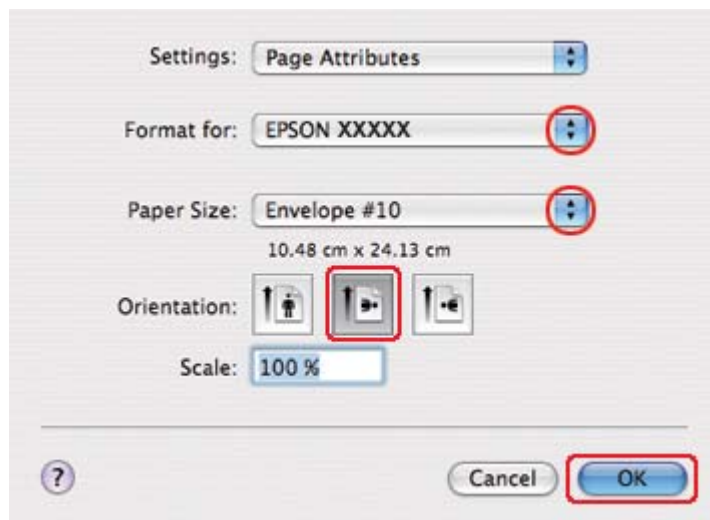 Settings: Page Attributes
Format for: EPSON XXXXX
Paper Size: Envelope #10
10.48 cm x 24.13 cm
Orientation:
Scale: 100 %
? Cancel OK